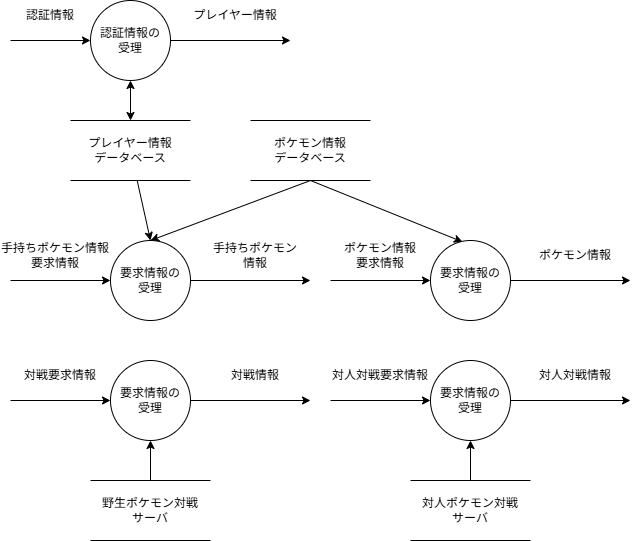 認証情報
認証情報の
受理
プレイヤー情報
プレイヤー情報
データベース
ポケモン情報
データベース
手持ちポケモン情報
要求情報
要求情報の
受理
手持ちポケモン
情報
ポケモン情報
要求情報
要求情報の
受理
ポケモン情報
対戦要求情報
要求情報の
受理
対戦情報
対人対戦要求情報
要求情報の
受理
対人対戦情報
野生ポケモン対戦
サーバ
対人ポケモン対戦
サーバ